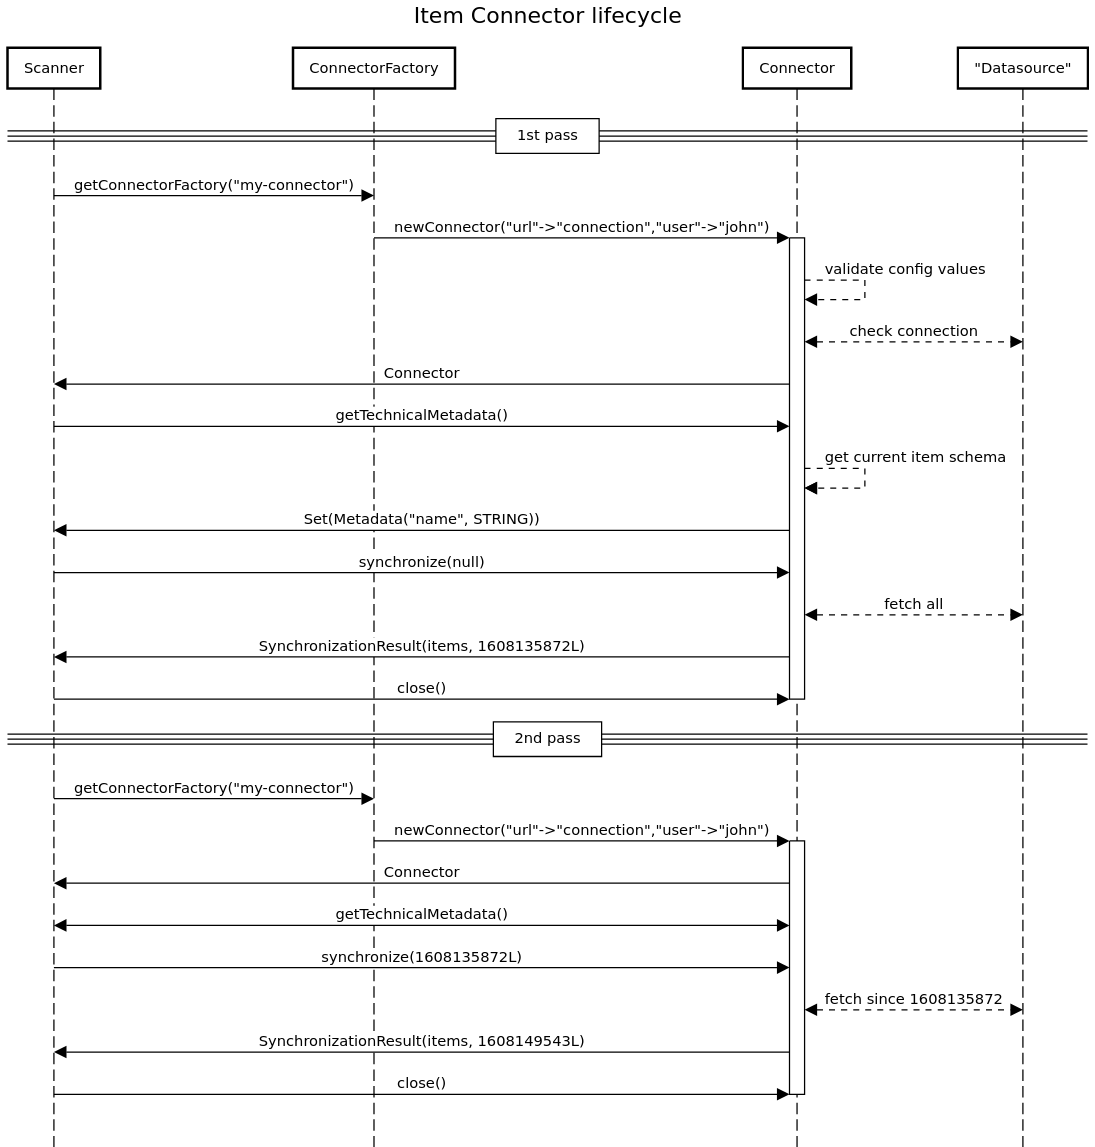 Item Connector lifecycle
Scanner
ConnectorFactory
Connector
"Datasource"
1st pass
getConnectorFactory("my-connector")
newConnector("url"->"connection","user"->"john")
validate config values
check connection
Connector
getTechnicalMetadata()
get current item schema
Set(Metadata("name", STRING))
synchronize(null)
fetch all
SynchronizationResult(items, 1608135872L)
close()
2nd pass
getConnectorFactory("my-connector")
newConnector("url"->"connection","user"->"john")
Connector
getTechnicalMetadata()
synchronize(1608135872L)
fetch since 1608135872
SynchronizationResult(items, 1608149543L)
close()